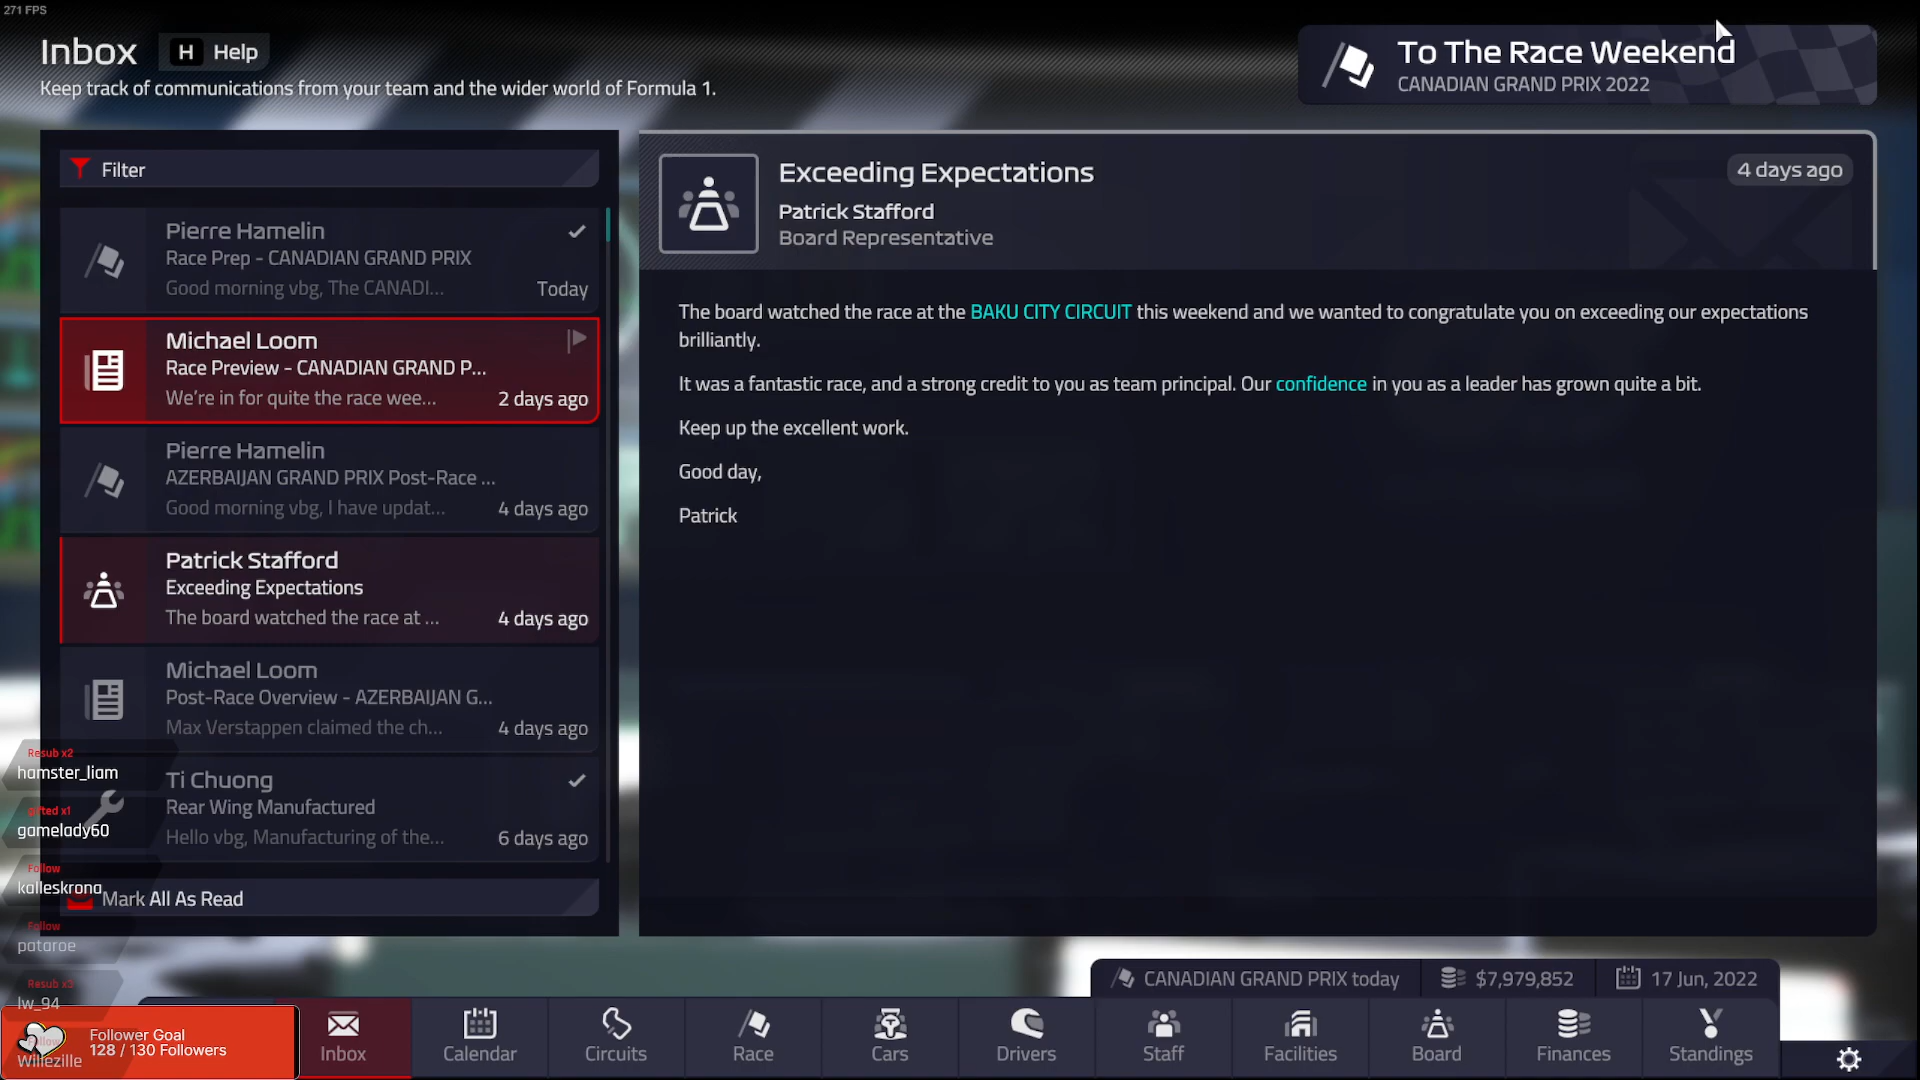 271 FPS
Inbox
H Help
Keep track of communications from your team and the wider world of Formula 1.
To The Race Weekend
CANADIAN GRAND PRIX 2022
Filter
Pierre Hamelin
Race Prep - CANADIAN GRAND PRIX
Good morning vbg, The CANADI...
Today
Michael Loom
Race Preview - CANADIAN GRAND P...
We're in for quite the race wee...
2 days ago
Pierre Hamelin
AZERBAIJAN GRAND PRIX Post-Race ...
Good morning vbg, I have updat...
4 days ago
Patrick Stafford
Exceeding Expectations
The board watched the race at ...
4 days ago
Michael Loom
Post-Race Overview - AZERBAIJAN G...
Max Verstappen claimed the ch...
4 days ago
Ti Chuong
Rear Wing Manufactured
Hello vbg, Manufacturing of the...
6 days ago
Mark All As Read
Exceeding Expectations
Patrick Stafford
Board Representative
4 days ago
The board watched the race at the BAKU CITY CIRCUIT this weekend and we wanted to congratulate you on exceeding our expectations
brilliantly.
It was a fantastic race, and a strong credit to you as team principal. Our confidence in you as a leader has grown quite a bit.
Keep up the excellent work.
Good day,
Patrick
Resub x2
hamster_liam
gifted x1
gamelady60
Follow
kalleskrona
Follow
pataroe
Resub x3
lw_94
Follow
Willezille
Follower Goal
128 / 130 Followers
CANADIAN GRAND PRIX today
$7,979,852
17 Jun, 2022
Inbox
Calendar
Circuits
Race
Cars
Drivers
Staff
Facilities
Board
Finances
Standings